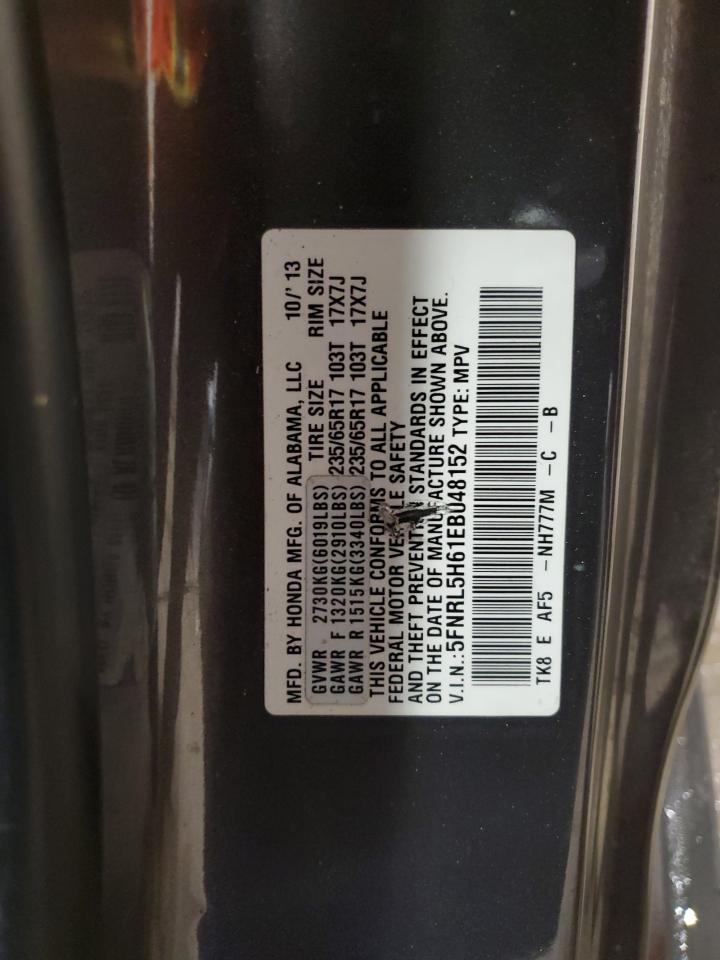 MFD. BY HONDA MFG. OF ALABAMA, LLC 10/' 13
GVWR 2730KG(6019LBS) TIRE SIZE RIM SIZE
GAWR F 1320KG(2910LBS) 235/65R17 103T 17X7J
GAWR R 1515KG(3340LBS) 235/65R17 103T 17X7J
THIS VEHICLE CONFORMS TO ALL APPLICABLE
FEDERAL MOTOR VEHICLE SAFETY
AND THEFT PREVENTION STANDARDS IN EFFECT
ON THE DATE OF MANUFACTURE SHOWN ABOVE.
V.I.N.: 5FNRL5H61EB048152 TYPE: MPV
TK8 E AF5 -NH777M -C -B